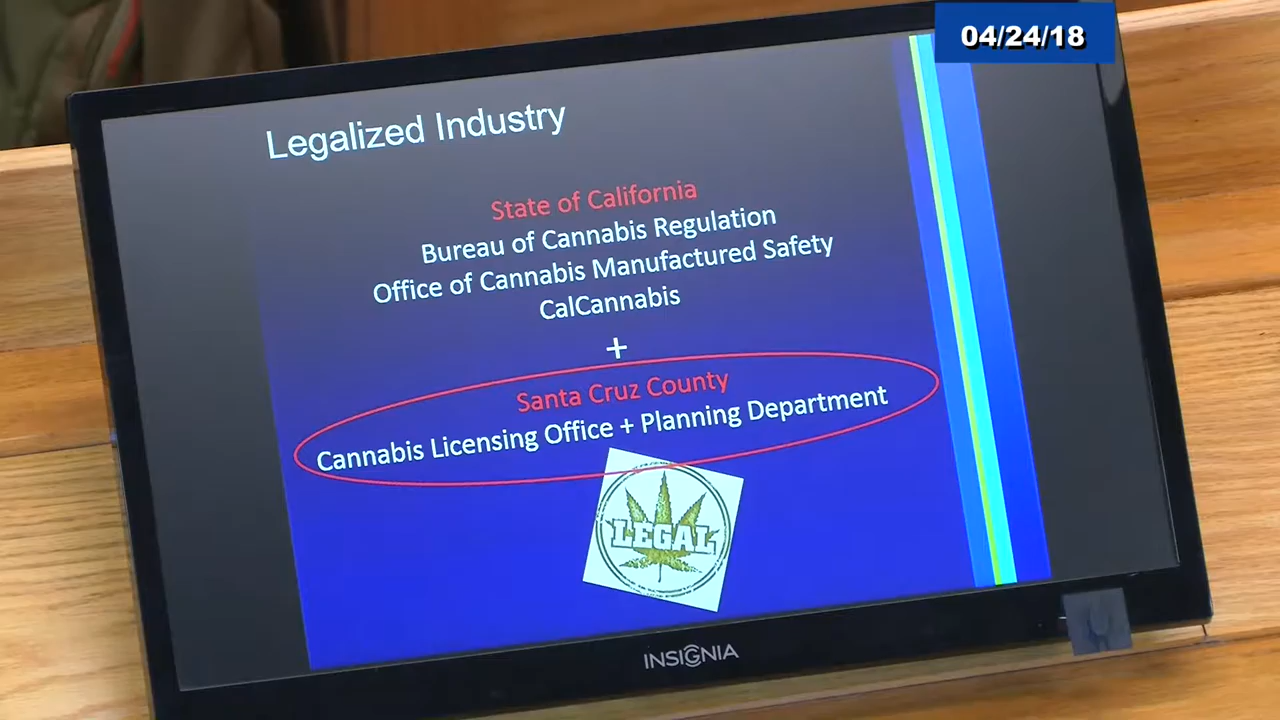 04/24/18
Legalized Industry
State of California
Bureau of Cannabis Regulation
Office of Cannabis Manufactured Safety
CalCannabis
+
Santa Cruz County
Cannabis Licensing Office + Planning Department
LEGAL
INSIGNIA